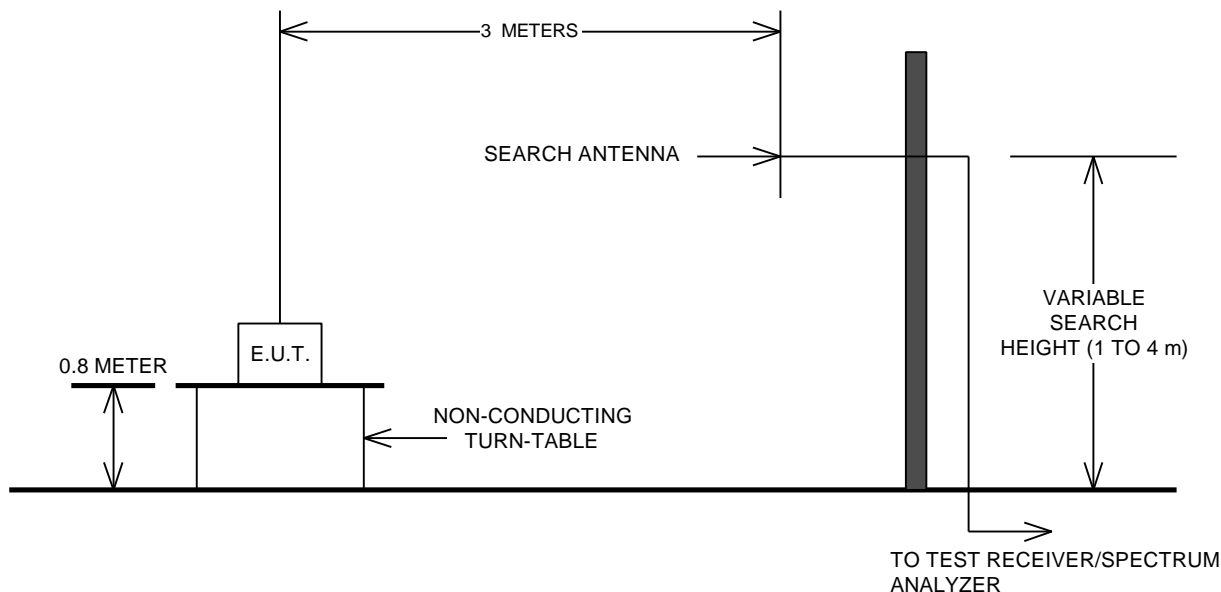 3 METERS
SEARCH ANTENNA
VARIABLE
SEARCH
HEIGHT (1 TO 4 m)
E.U.T.
0.8 METER
NON-CONDUCTING
TURN-TABLE
TO TEST RECEIVER/SPECTRUM
ANALYZER